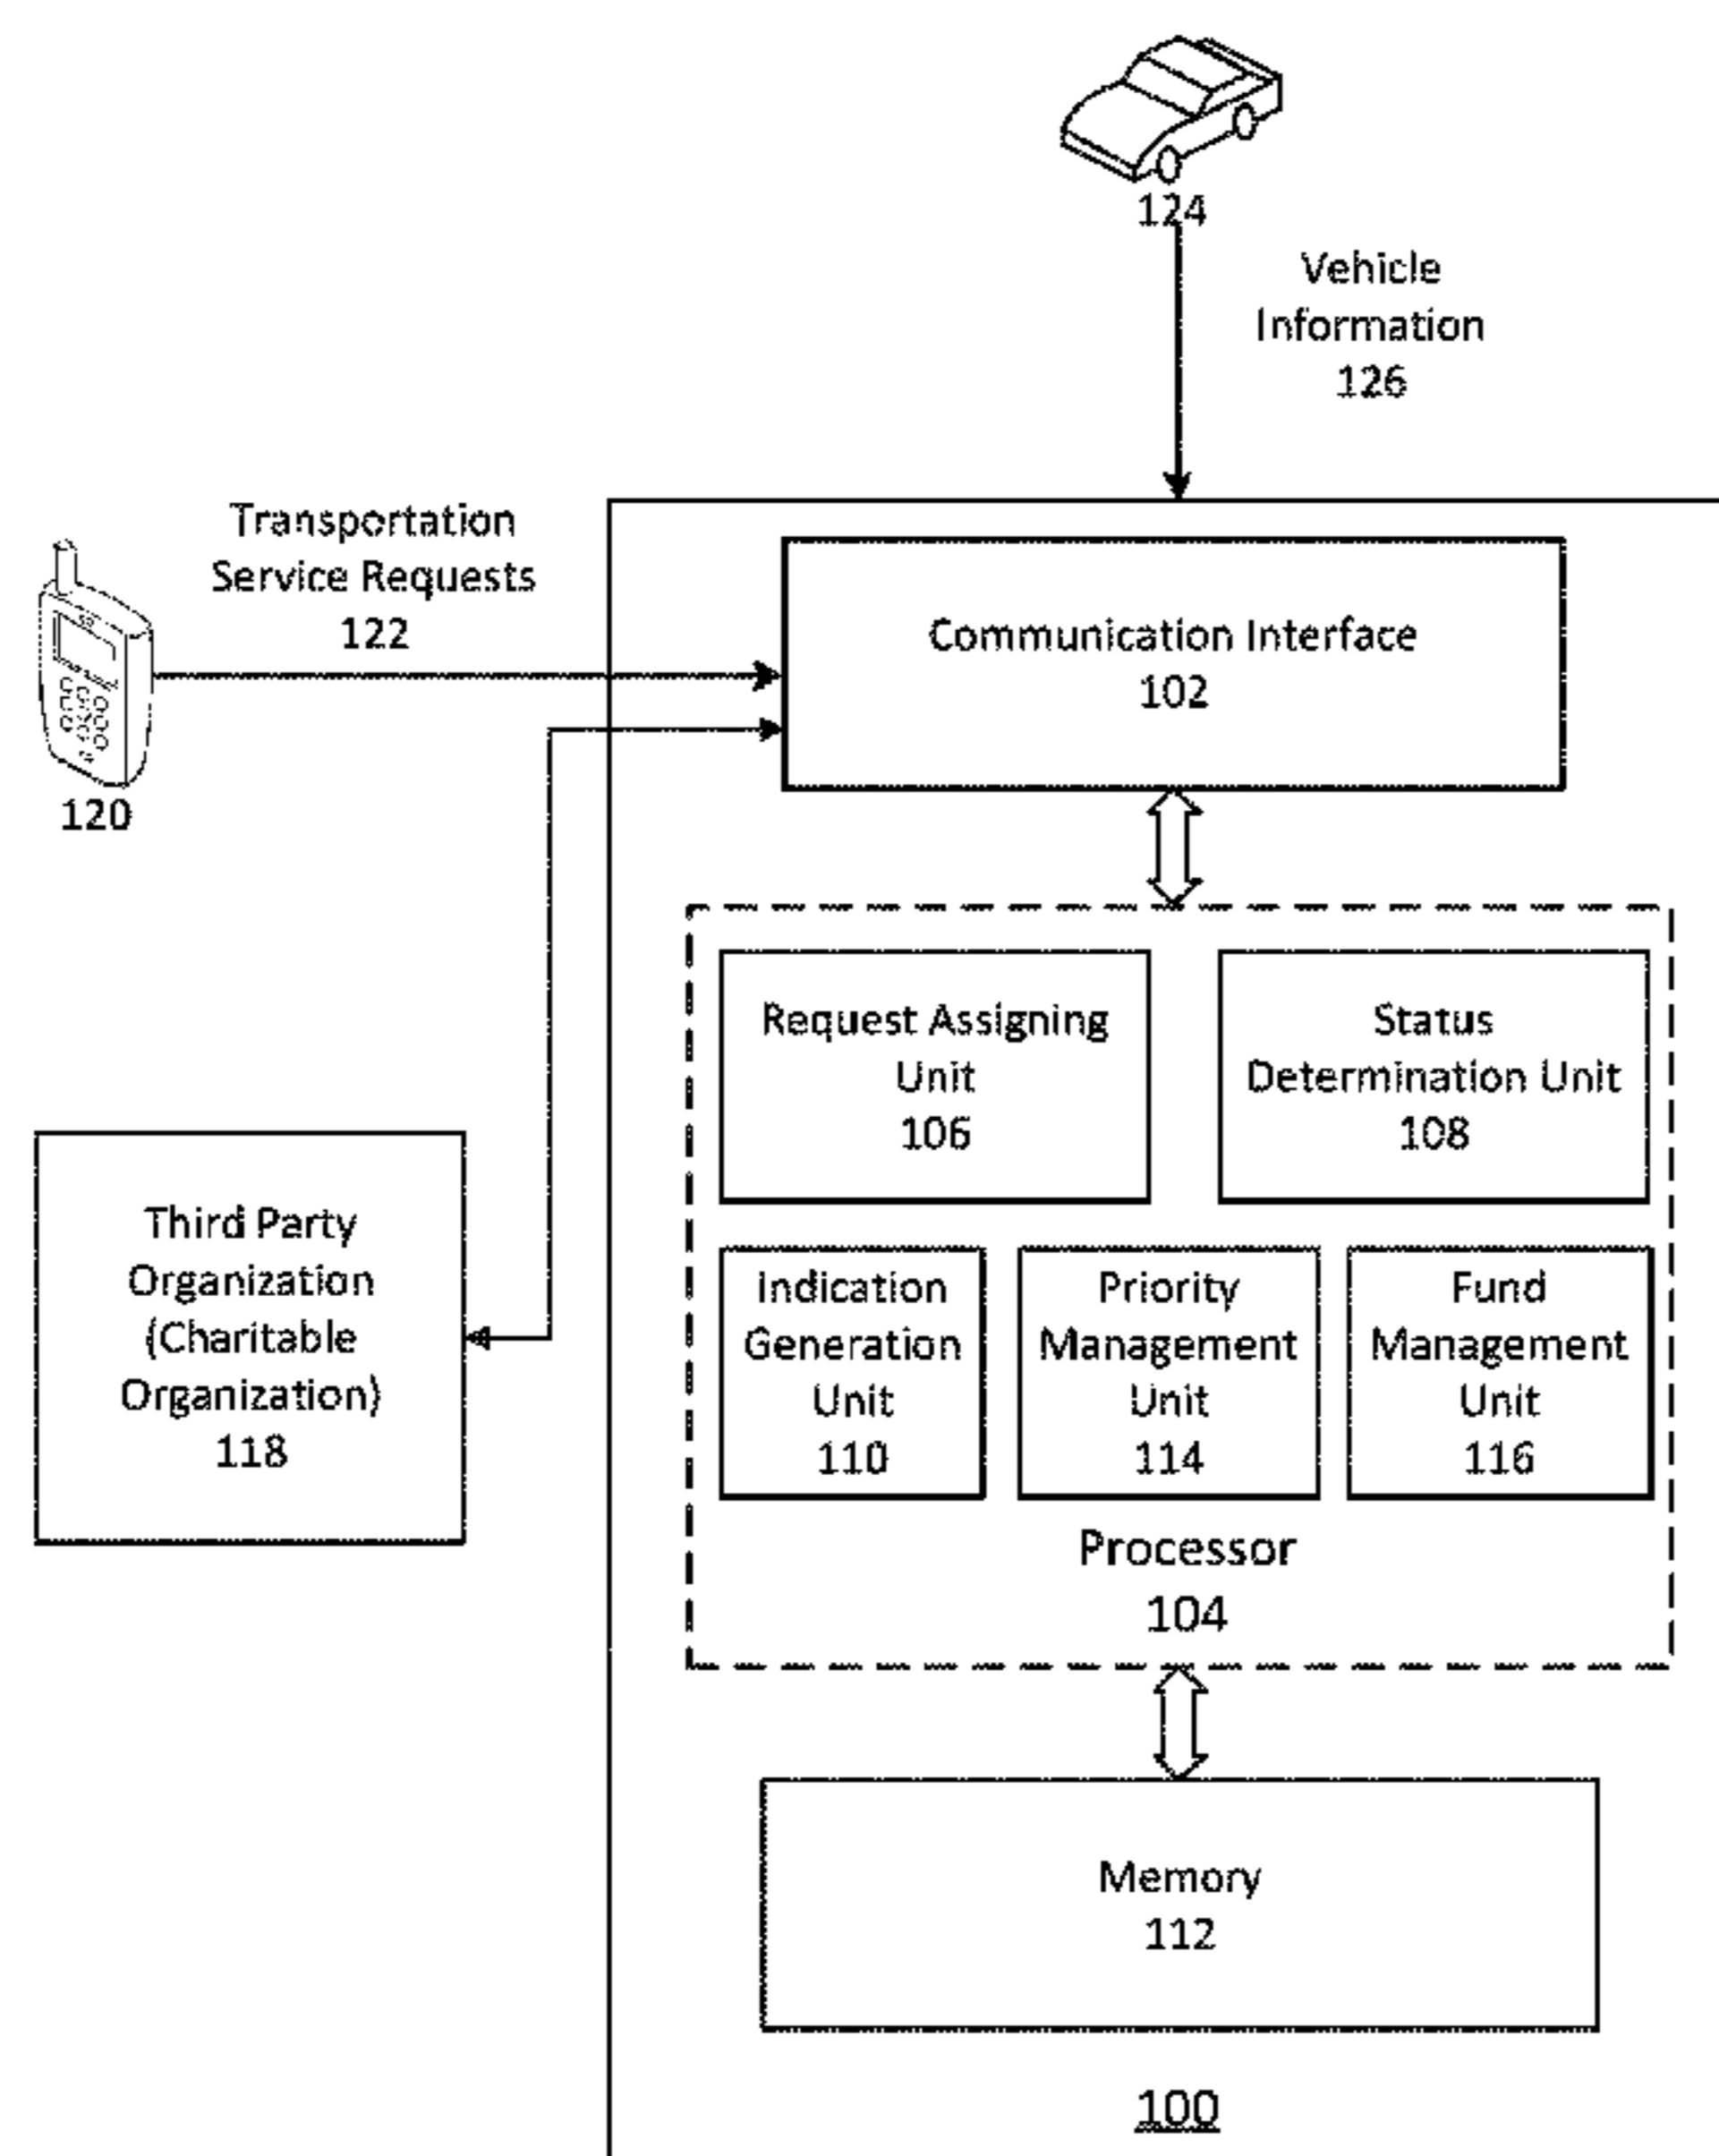 124
Vehicle
Information
126
Transportation
Service Requests
122
120
Communication Interface
102
Request Assigning
Unit
106
Status
Determination Unit
108
Third Party
Organization
(Charitable
Organization)
118
Indication
Generation
Unit
110
Priority
Management
Unit
114
Fund
Management
Unit
116
Processor
104
Memory
112
100